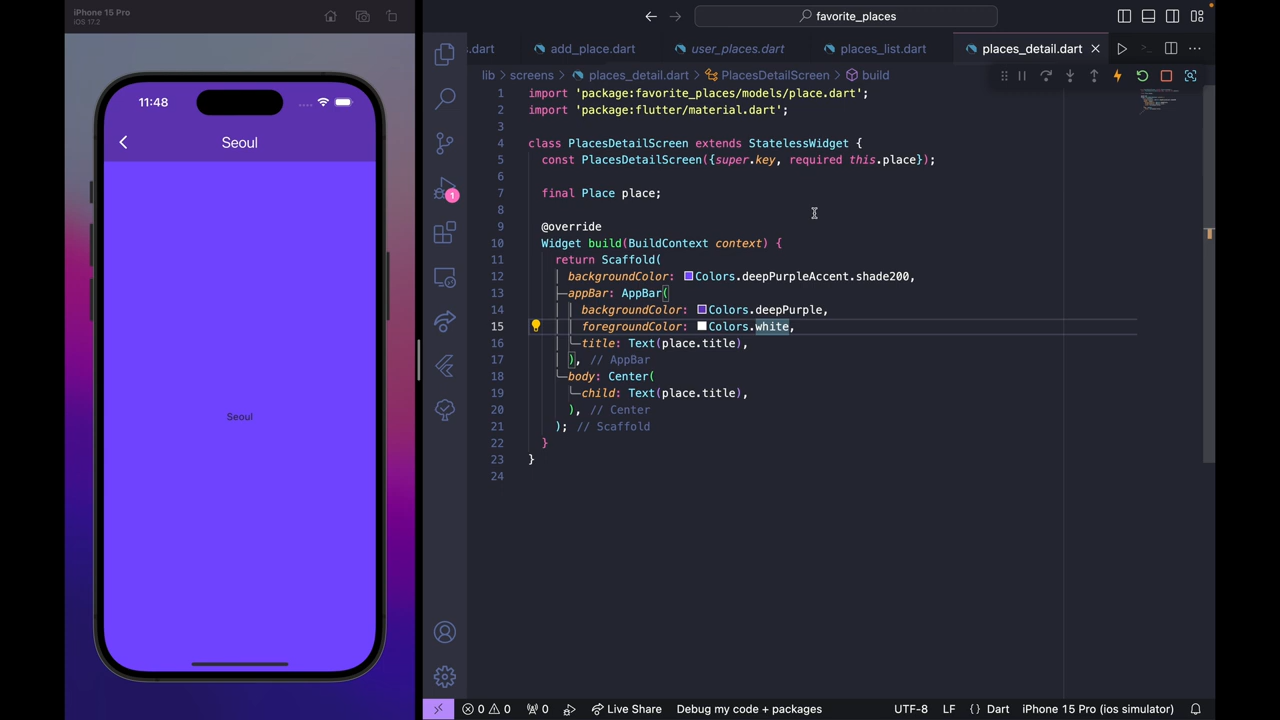 iPhone 15 Pro
iOS 17.2
11:48
Seoul
Seoul
favorite_places
s.dart
add_place.dart
user_places.dart
places_list.dart
places_detail.dart
lib > screens > places_detail.dart > PlacesDetailScreen > build
1 import 'package:favorite_places/models/place.dart';
2 import 'package:flutter/material.dart';
3
4 class PlacesDetailScreen extends StatelessWidget {
5 const PlacesDetailScreen({super.key, required this.place});
6
7 final Place place;
8
9 @override
10 Widget build(BuildContext context) {
11 return Scaffold(
12 backgroundColor: Colors.deepPurpleAccent.shade200,
13 appBar: AppBar(
14 backgroundColor: Colors.deepPurple,
15 foregroundColor: Colors.white,
16 title: Text(place.title),
17 ), // AppBar
18 body: Center(
19 child: Text(place.title),
20 ), // Center
21 ); // Scaffold
22 }
23 }
24
1
0 0 0 Live Share Debug my code + packages UTF-8 LF {} Dart iPhone 15 Pro (ios simulator)